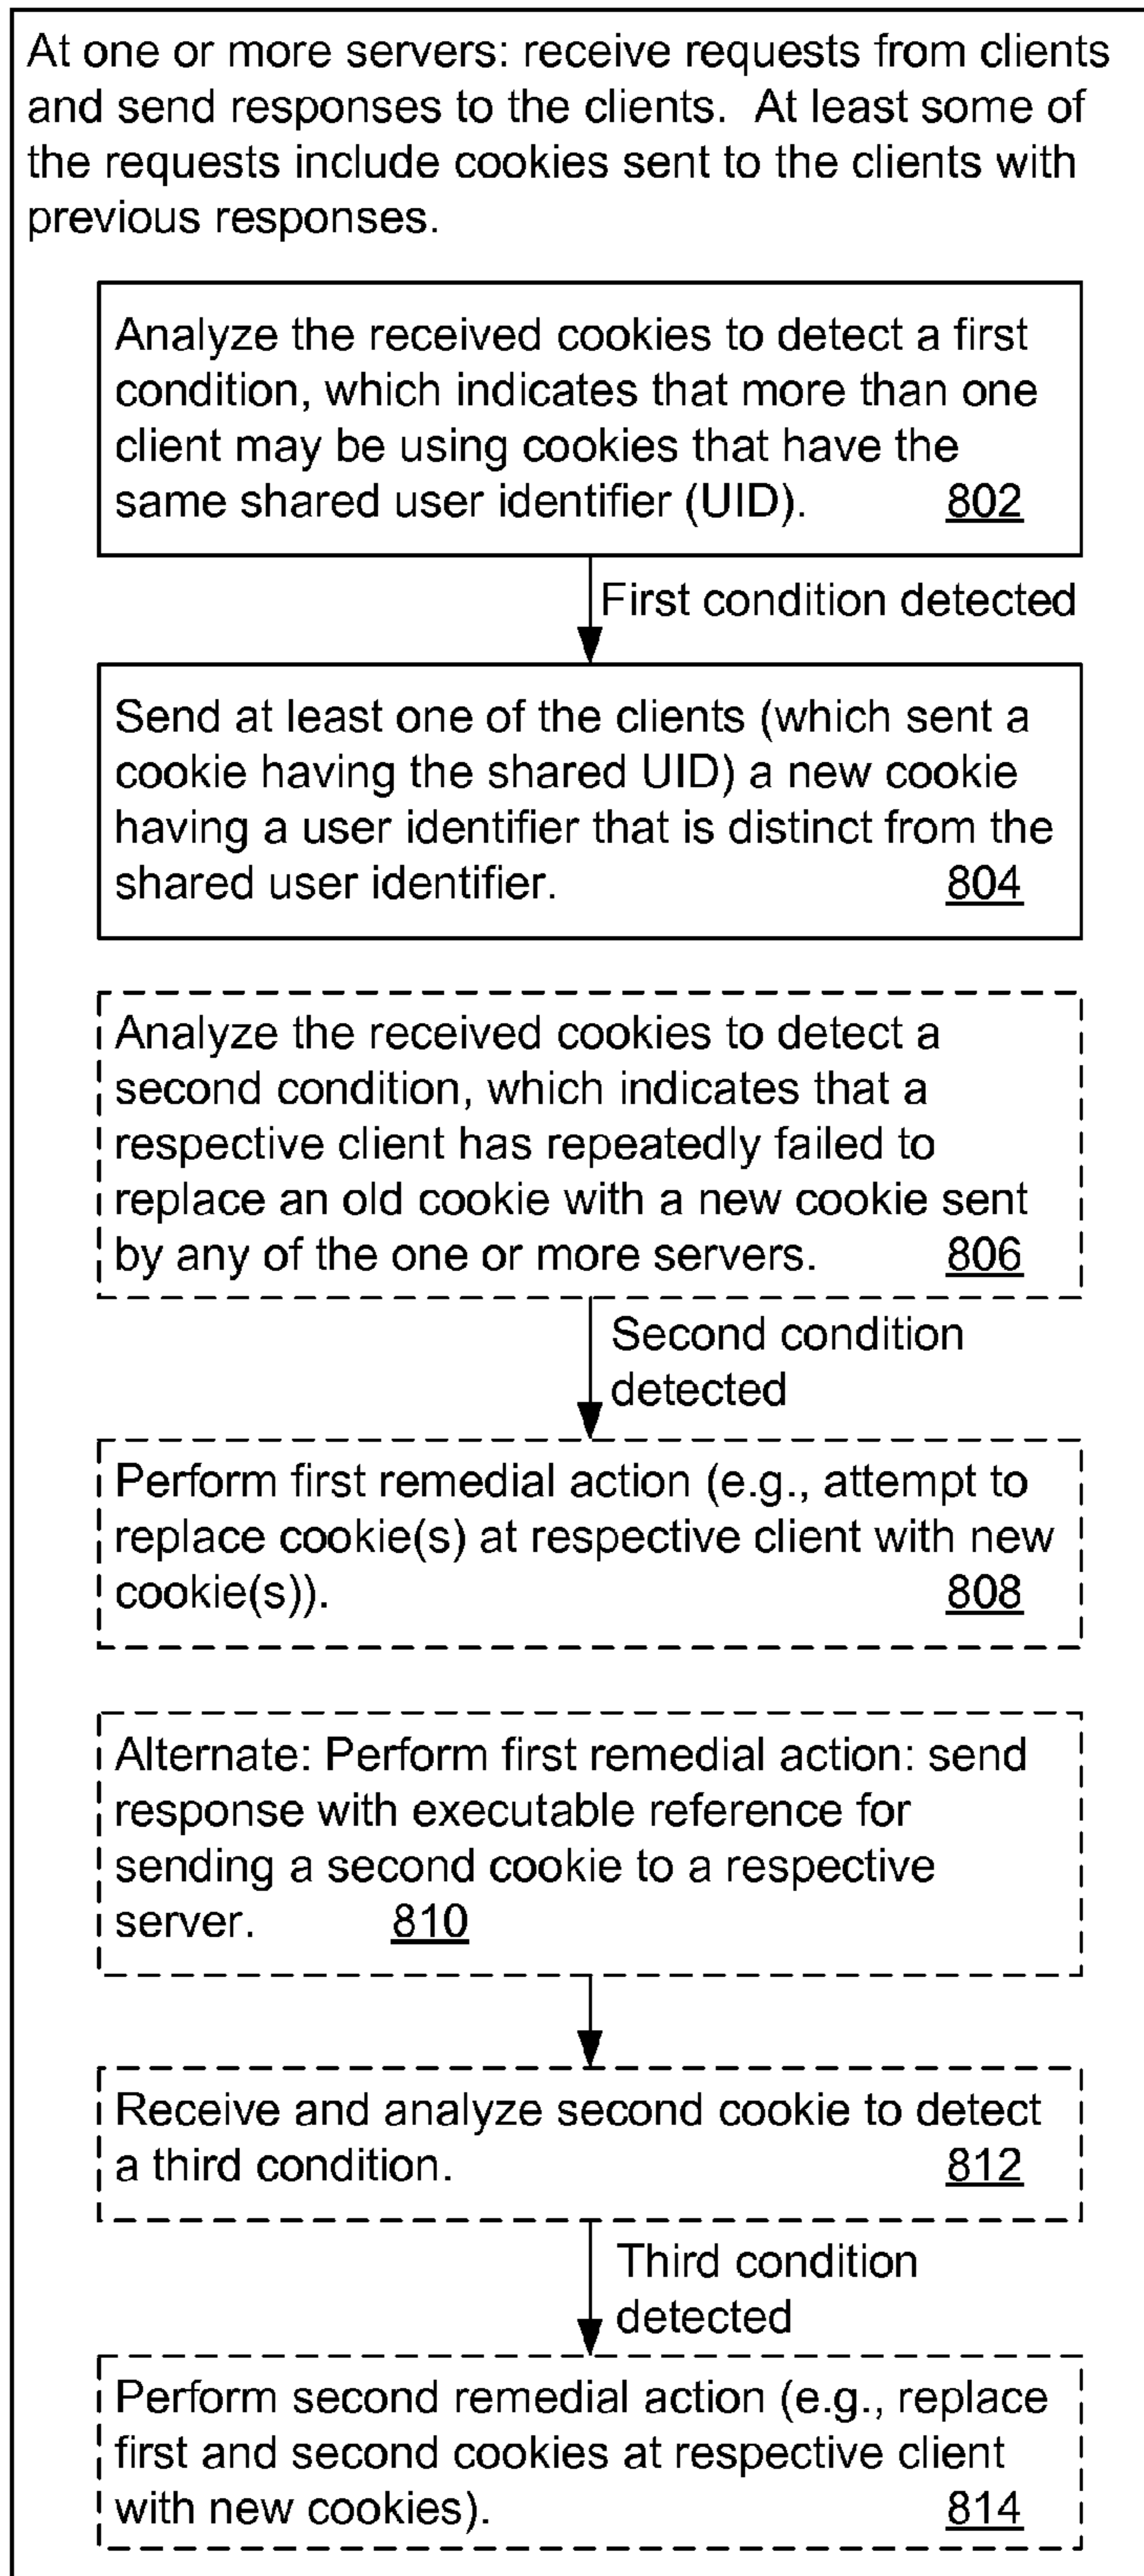 At one or more servers: receive requests from clients
and send responses to the clients.  At least some of
the requests include cookies sent to the clients with
previous responses.
Analyze the received cookies to detect a first
condition, which indicates that more than one
client may be using cookies that have the
same shared user identifier (UID). 802
First condition detected
Send at least one of the clients (which sent a
cookie having the shared UID) a new cookie
having a user identifier that is distinct from the
shared user identifier. 804
Analyze the received cookies to detect a
second condition, which indicates that a
respective client has repeatedly failed to
replace an old cookie with a new cookie sent
by any of the one or more servers. 806
Second condition
detected
Perform first remedial action (e.g., attempt to
replace cookie(s) at respective client with new
cookie(s)). 808
Alternate: Perform first remedial action: send
response with executable reference for
sending a second cookie to a respective
server. 810
Receive and analyze second cookie to detect
a third condition. 812
Third condition
detected
Perform second remedial action (e.g., replace
first and second cookies at respective client
with new cookies). 814